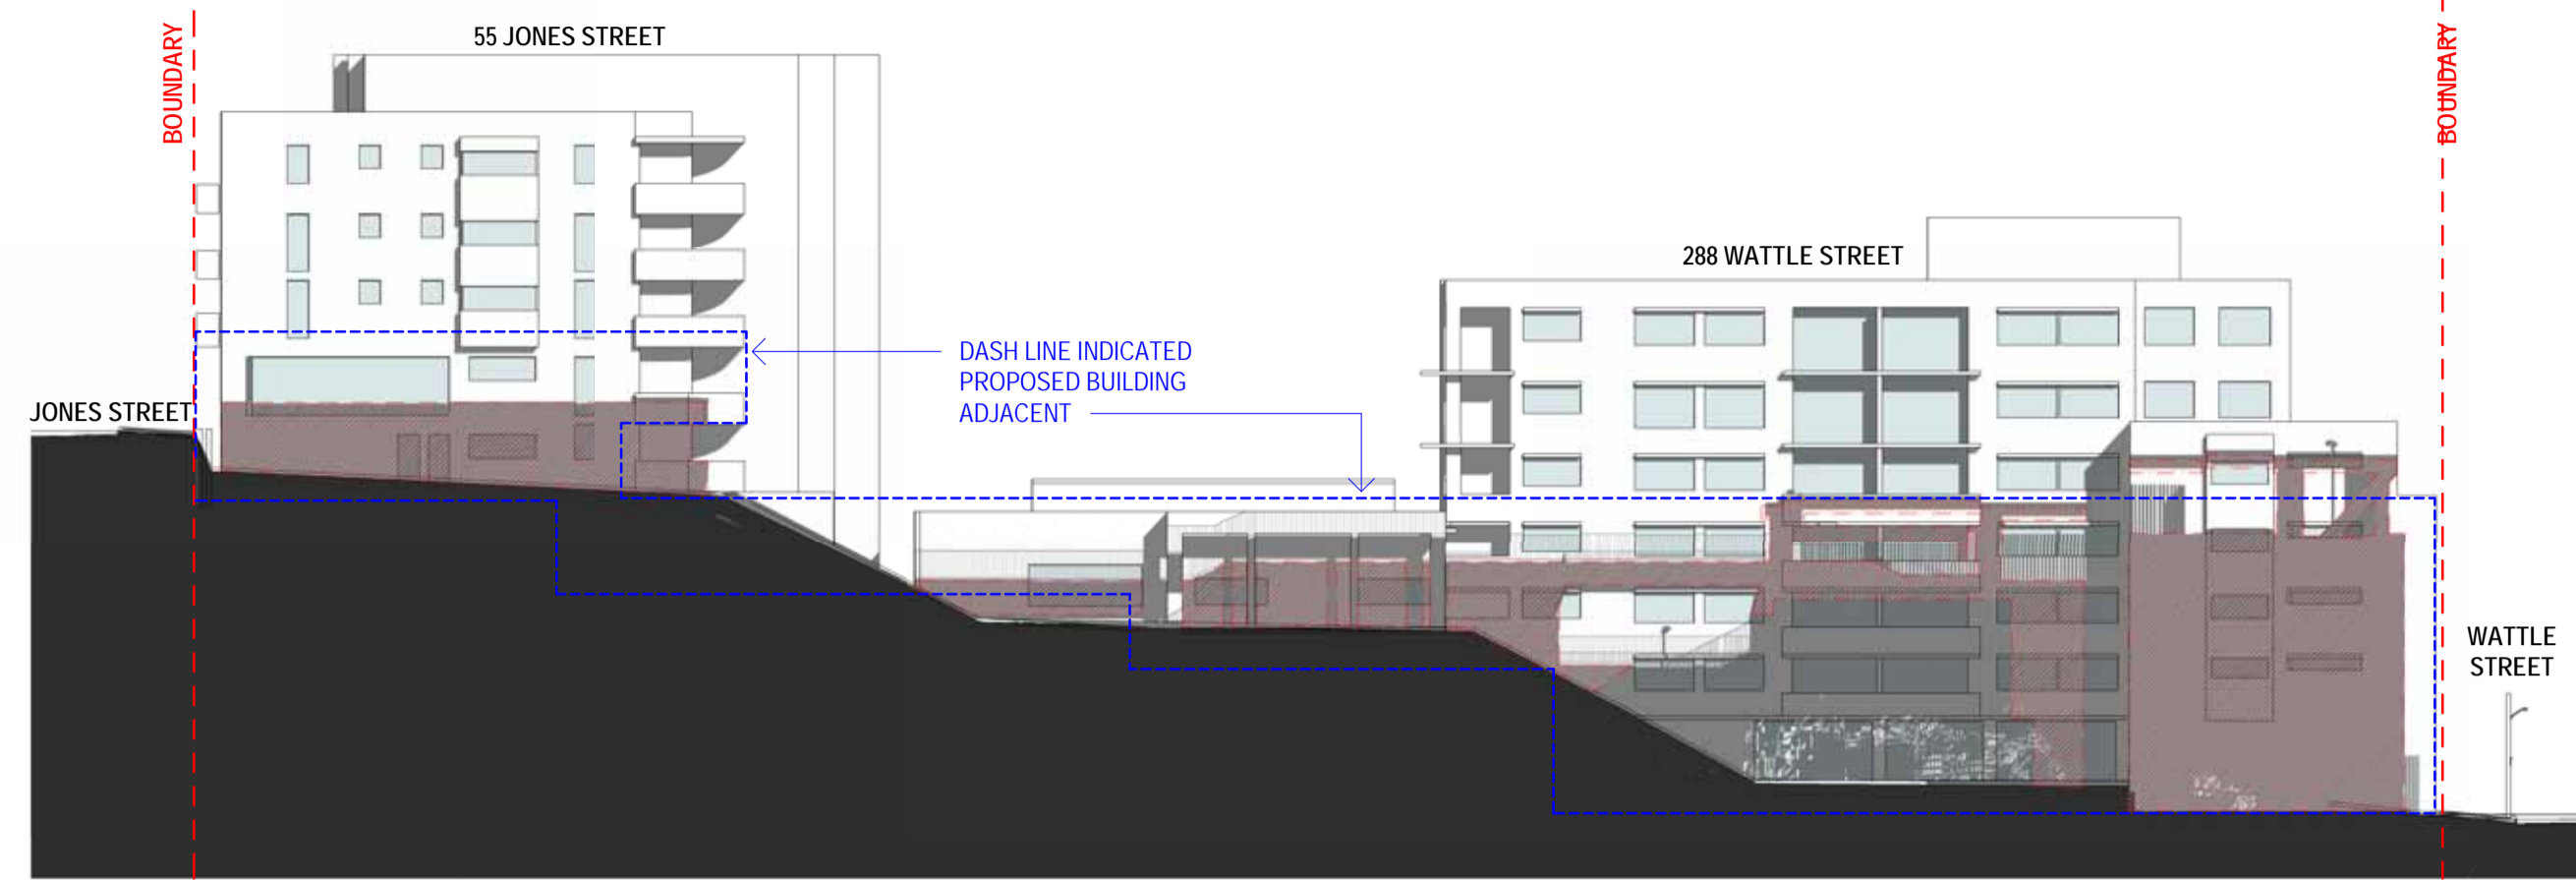 BOUNDARY
55 JONES STREET
BOUNDARY
288 WATTLE STREET
DASH LINE INDICATED
PROPOSED BUILDING
ADJACENT
JONES STREET
WATTLE
STREET